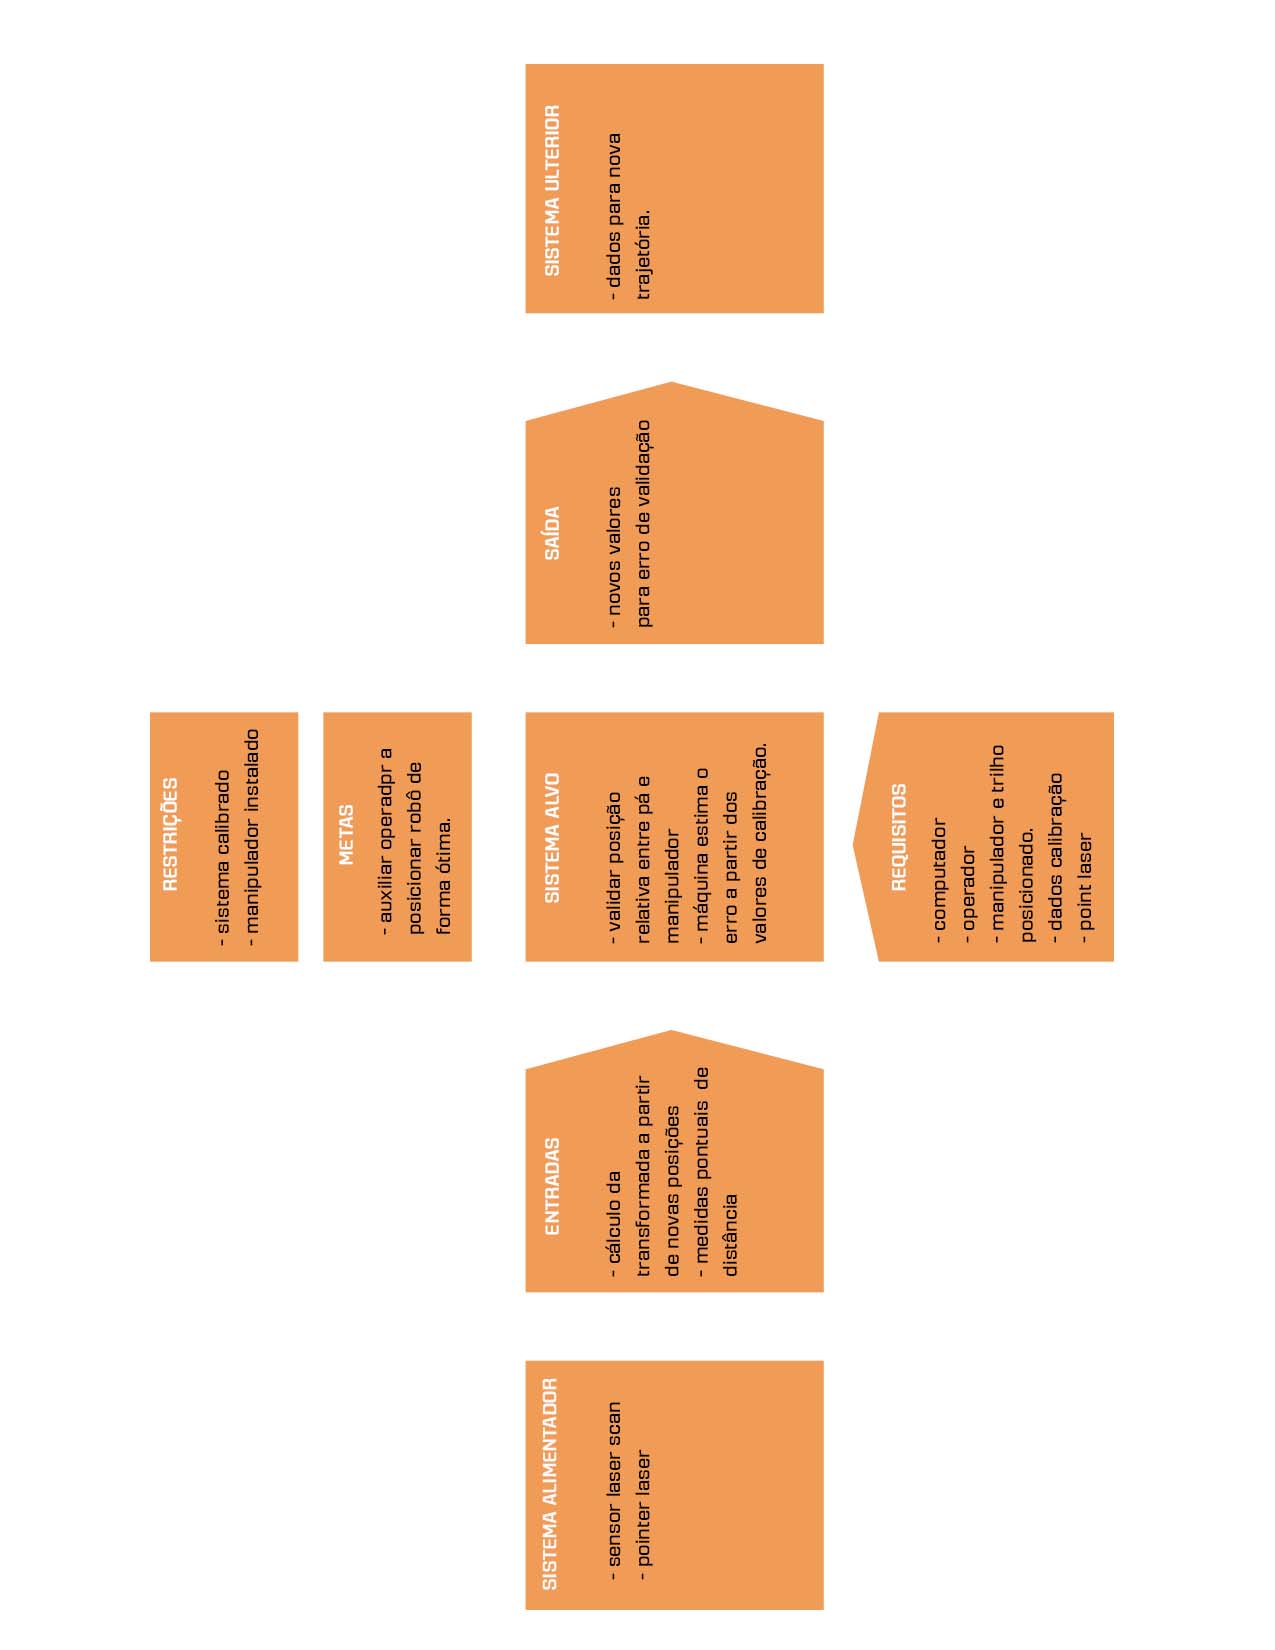 RESTRIÇÕES
- sistema calibrado
- manipulador instalado
METAS
- auxiliar operadpr a
posicionar robô de
forma ótima.
SISTEMA ALIMENTADOR
- sensor laser scan
- pointer laser
ENTRADAS
- cálculo da
transformada a partir
de novas posições
- medidas pontuais de
distância
SISTEMA ALVO
- validar posição
relativa entre pá e
manipulador
- máquina estima o
erro a partir dos
valores de calibração.
SAÍDA
- novos valores
para erro de validação
SISTEMA ULTERIOR
- dados para nova
trajetória.
REQUISITOS
- computador
- operador
- manipulador e trilho
posicionado.
- dados calibração
- point laser